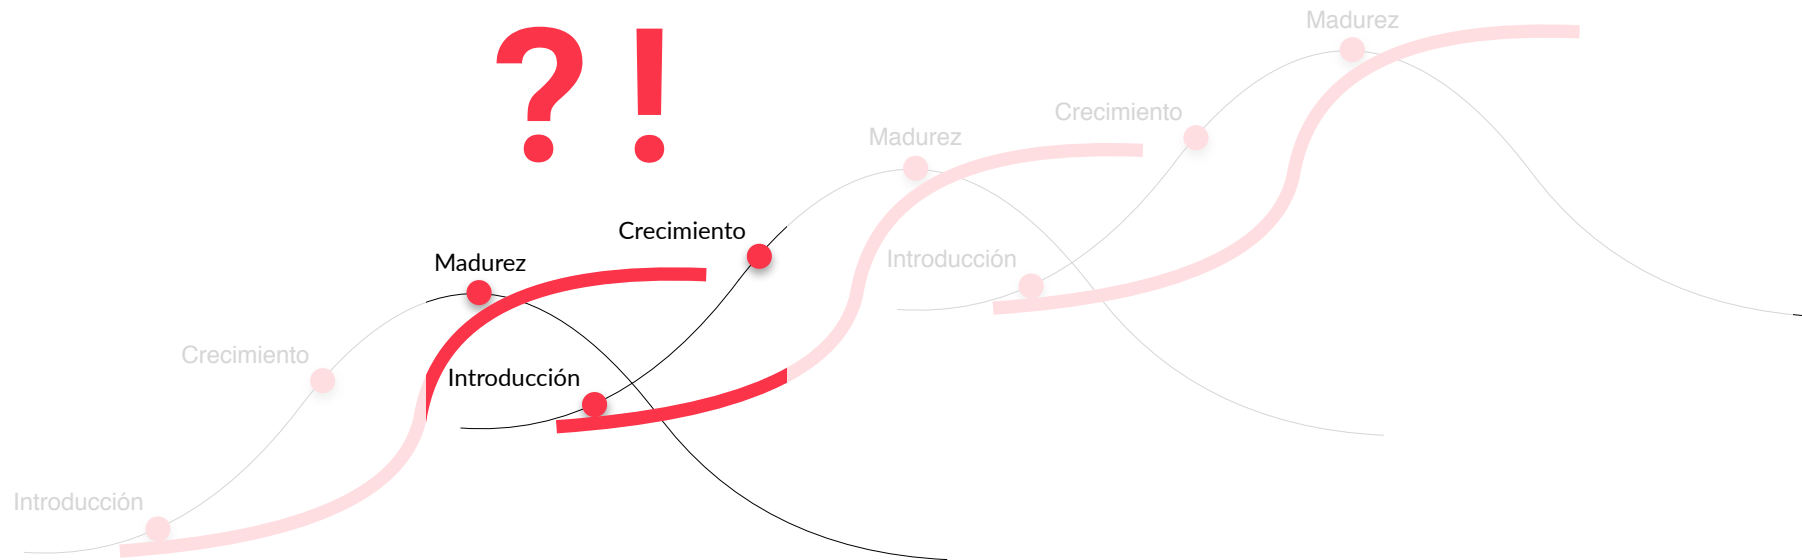 ?!
Madurez
Crecimiento
Madurez
Crecimiento
Introducción
Madurez
Crecimiento
Introducción
Introducción